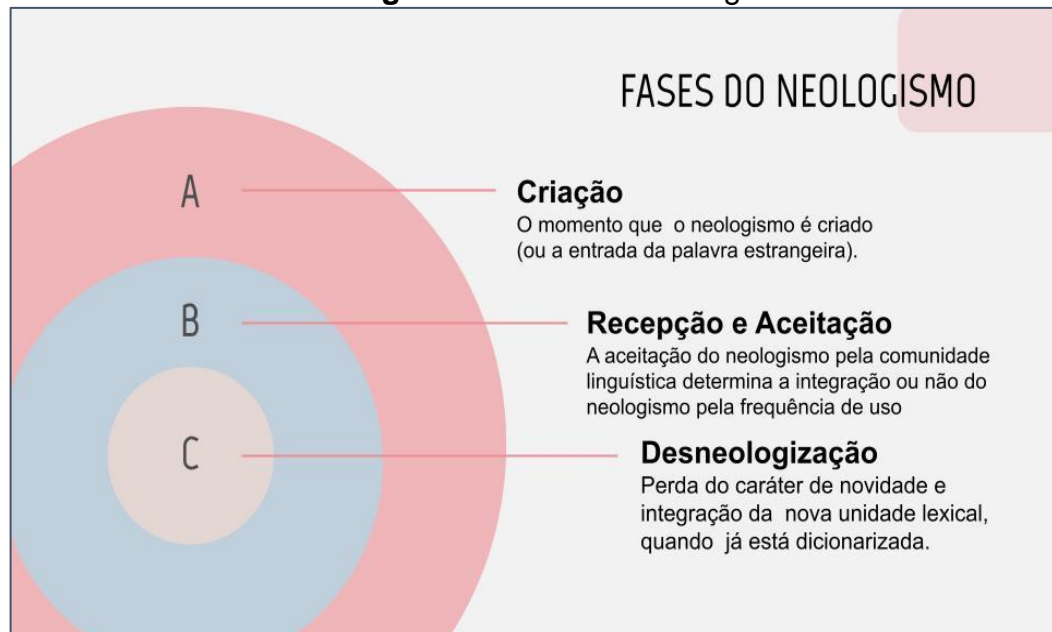 FASES DO NEOLOGISMO
A
Criação
O momento que o neologismo é criado
(ou a entrada da palavra estrangeira).
B
Recepção e Aceitação
A aceitação do neologismo pela comunidade
linguística determina a integração ou não do
neologismo pela frequência de uso
C
Desneologização
Perda do caráter de novidade e
integração da nova unidade lexical,
quando já está dicionarizada.